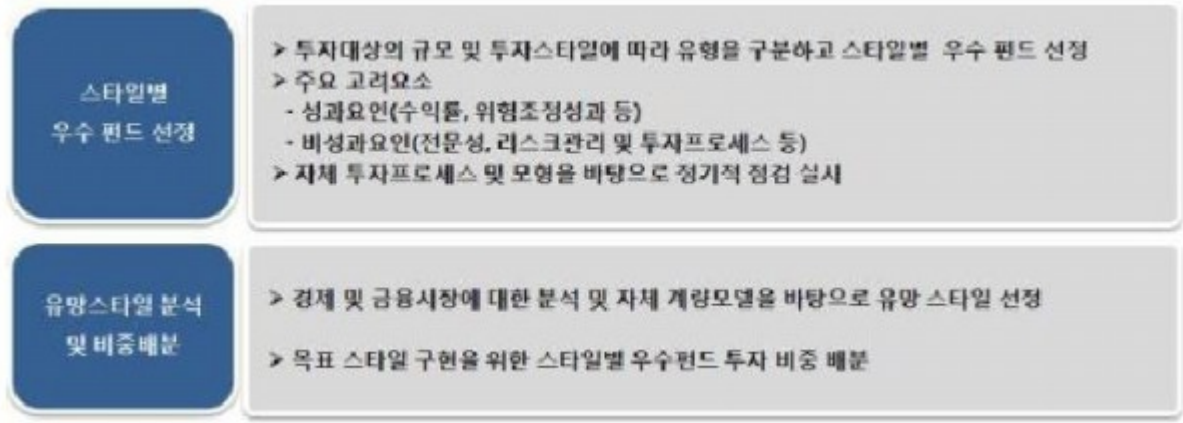 스타일별
우수 펀드 선정
➢ 투자대상의 규모 및 투자스타일에 따라 유형을 구분하고 스타일별 우수 펀드 선정
➢ 주요 고려요소
- 성과요인(수익률, 위험조정성과 등)
- 비성과요인(전문성, 리스크관리 및 투자프로세스 등)
➢ 자체 투자프로세스 및 모형을 바탕으로 정기적 점검 실시
유망스타일 분석
및 비중배분
➢ 경제 및 금융시장에 대한 분석 및 자체 계량모델을 바탕으로 유망 스타일 선정
➢ 목표 스타일 구현을 위한 스타일별 우수펀드 투자 비중 배분